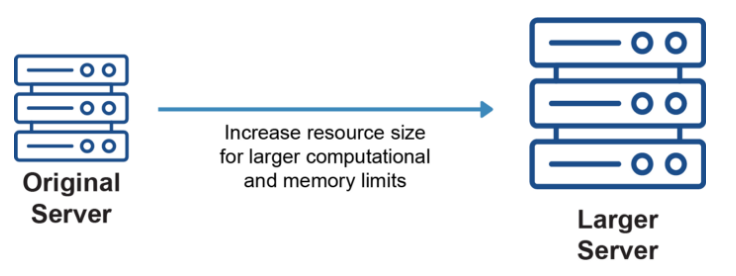 Original
Server
Increase resource size
for larger computational
and memory limits
Larger
Server